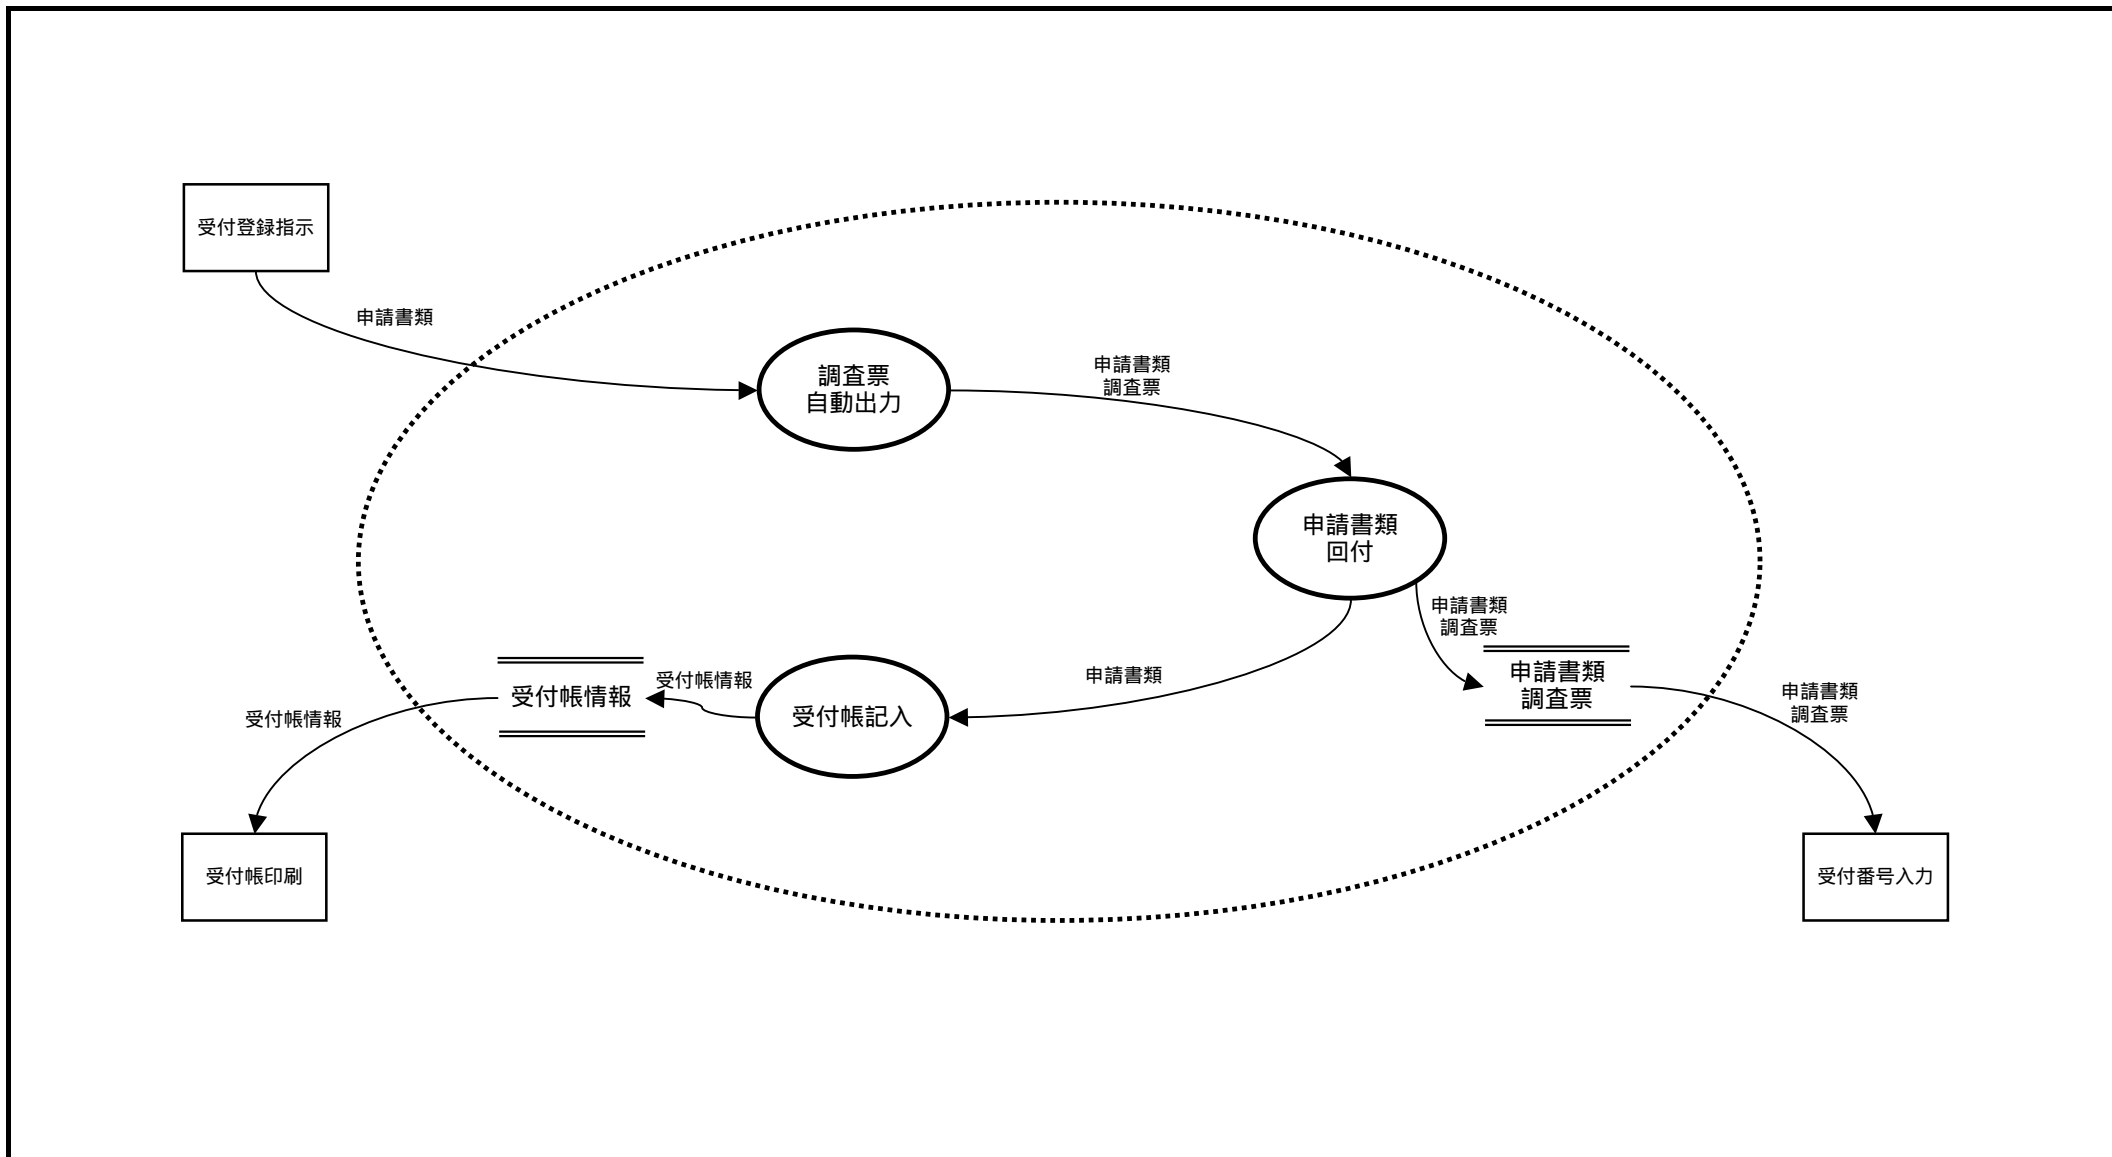 受付登録指示
申請書類
調査票
自動出力
申請書類
調査票
申請書類
回付
申請書類
調査票
申請書類
調査票
申請書類
調査票
申請書類
受付帳記入
受付帳情報
受付帳情報
受付帳情報
受付帳印刷
受付番号入力